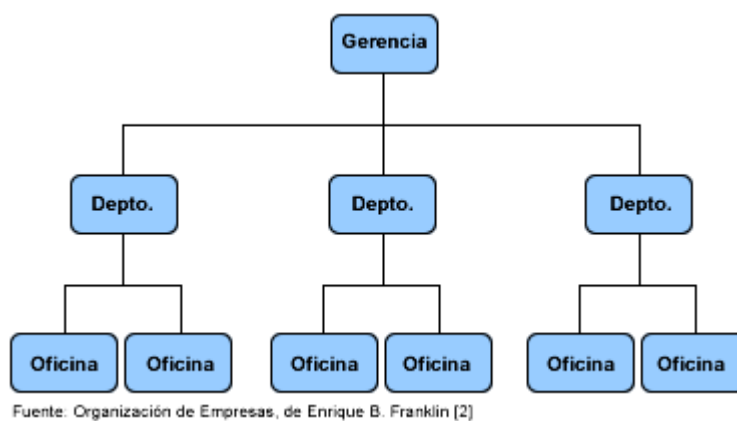 Gerencia
Depto. Depto. Depto.
Oficina Oficina Oficina Oficina Oficina Oficina
Fuente: Organización de Empresas, de Enrique B. Franklin [2]